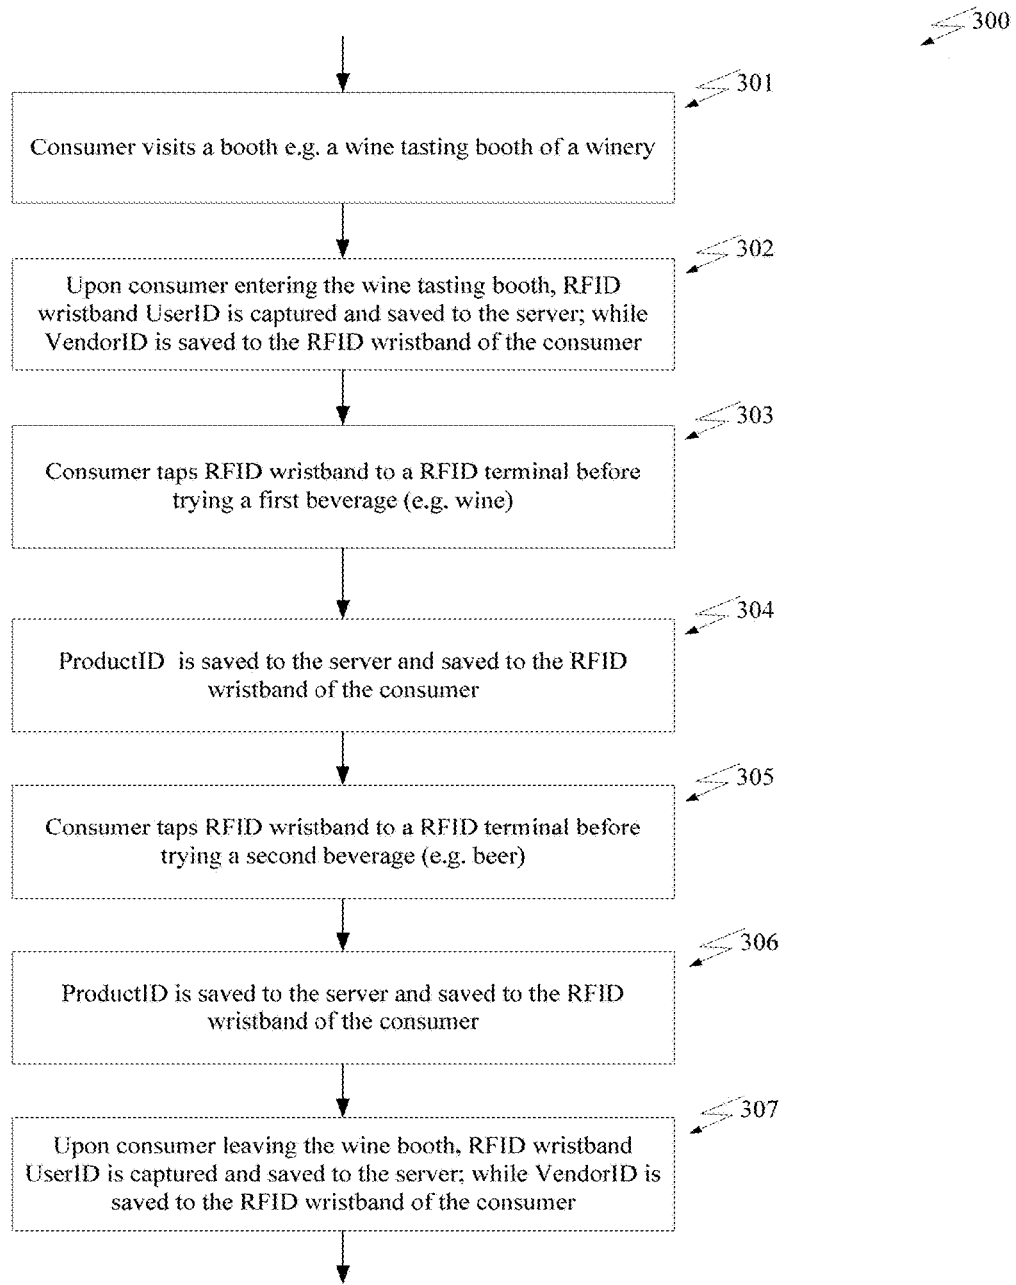 300
301
Consumer visits a booth e.g. a wine tasting booth of a winery
302
Upon consumer entering the wine tasting booth, RFID
wristband UserID is captured and saved to the server; while
VendorID is saved to the RFID wristband of the consumer
303
Consumer taps RFID wristband to a RFID terminal before
trying a first beverage (e.g. wine)
304
ProductID is saved to the server and saved to the RFID
wristband of the consumer
305
Consumer taps RFID wristband to a RFID terminal before
trying a second beverage (e.g. beer)
306
ProductID is saved to the server and saved to the RFID
wristband of the consumer
307
Upon consumer leaving the wine booth, RFID wristband
UserID is captured and saved to the server; while VendorID is
saved to the RFID wristband of the consumer